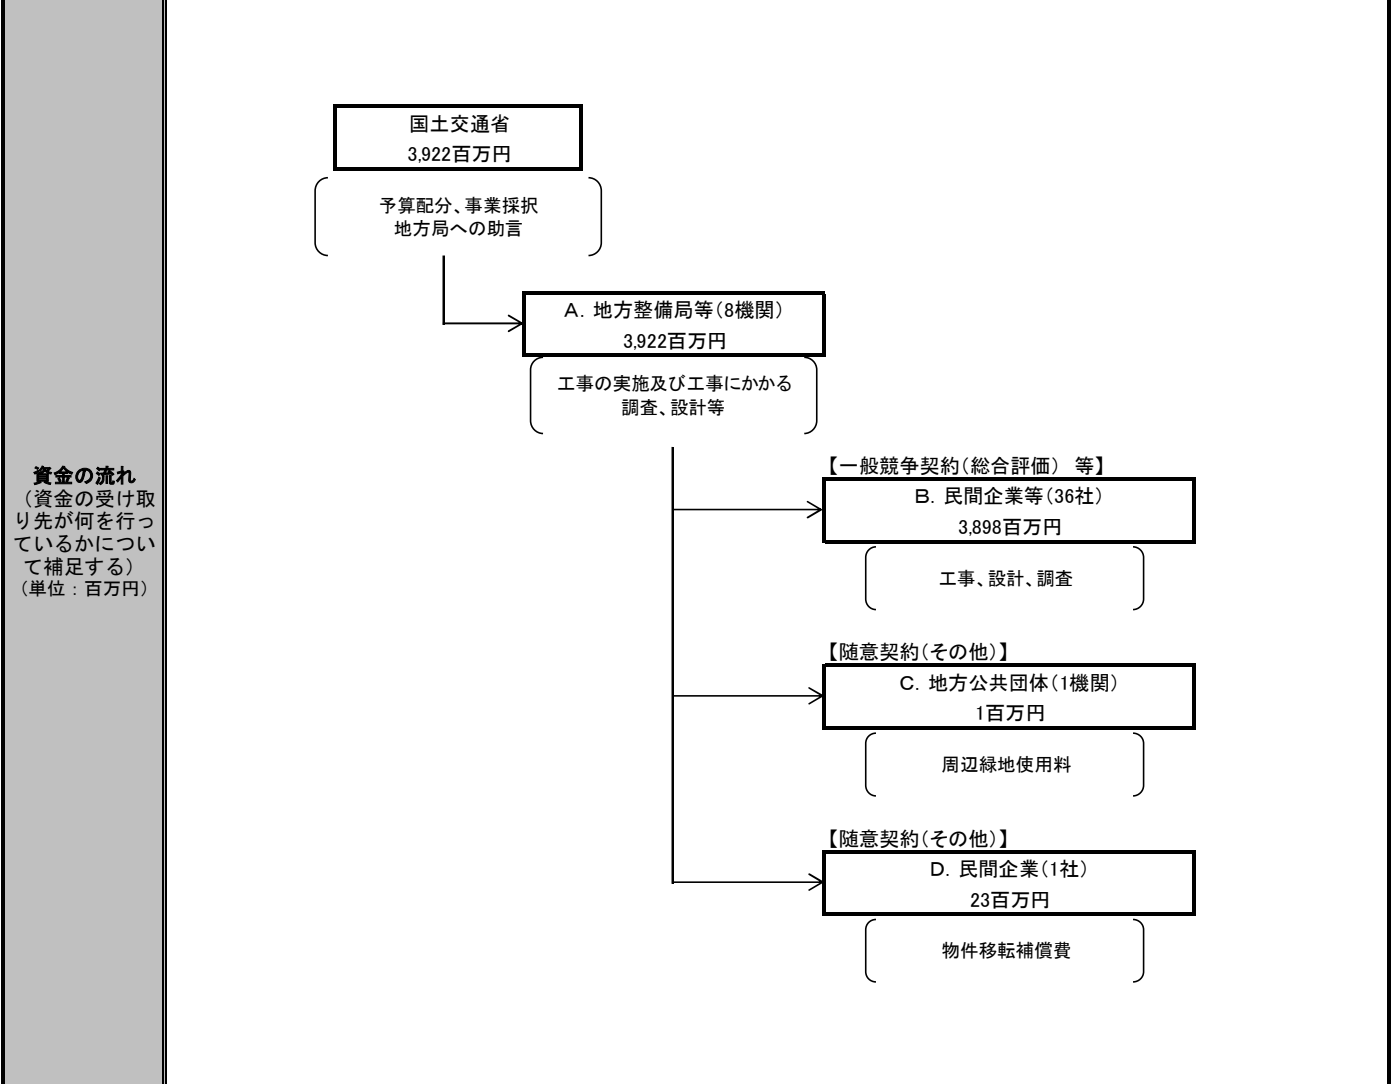 資金の流れ
（資金の受け取
り先が何を行っ
ているかについ
て補足する）
（単位：百万円）
国土交通省
3,922百万円
予算配分、事業採択
地方局への助言
Ａ．地方整備局等（8機関）
3,922百万円
工事の実施及び工事にかかる
調査、設計等
【一般競争契約（総合評価）　等】
Ｂ．民間企業等（36社）
3,898百万円
工事、設計、調査
【随意契約（その他）】
Ｃ．地方公共団体（1機関）
1百万円
周辺緑地使用料
【随意契約（その他）】
Ｄ．民間企業（1社）
23百万円
物件移転補償費